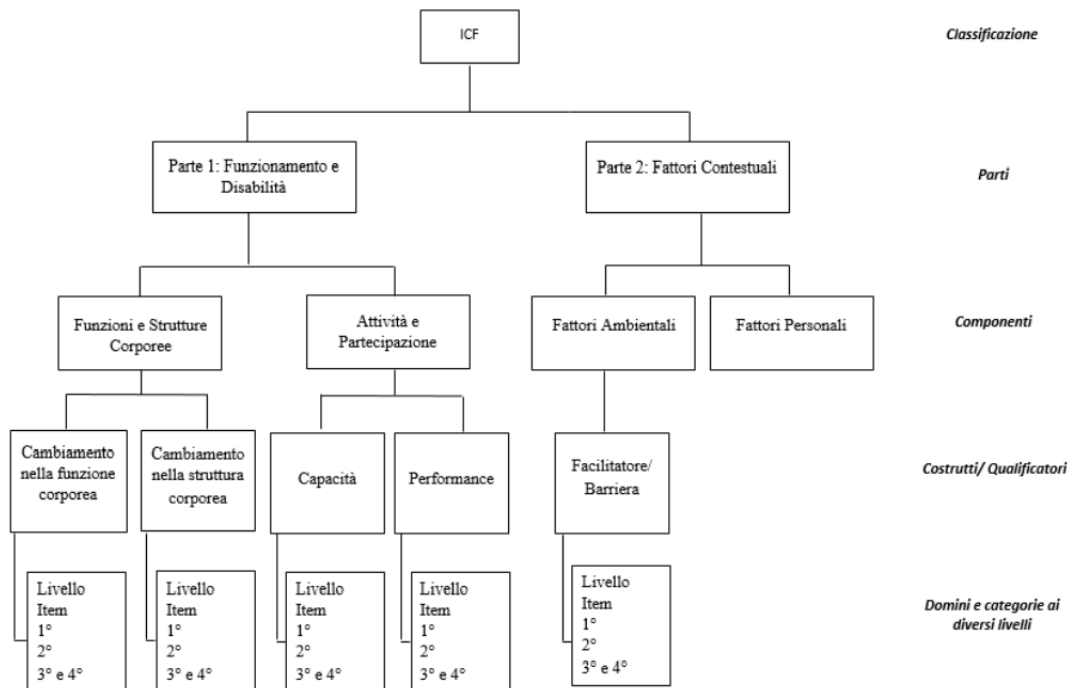 ICF
Classificazione
Parte 1: Funzionamento e
Disabilità
Parte 2: Fattori Contestuali
Parti
Funzioni e Strutture
Corporee
Attività e
Partecipazione
Fattori Ambientali
Fattori Personali
Componenti
Cambiamento
nella funzione
corporea
Cambiamento
nella struttura
corporea
Capacità
Performance
Facilitatore/
Barriera
Costrutti/ Qualificatori
Livello
Item
1°
2°
3° e 4°
Livello
Item
1°
2°
3° e 4°
Livello
Item
1°
2°
3° e 4°
Livello
Item
1°
2°
3° e 4°
Livello
Item
1°
2°
3° e 4°
Domini e categorie ai
diversi livelli